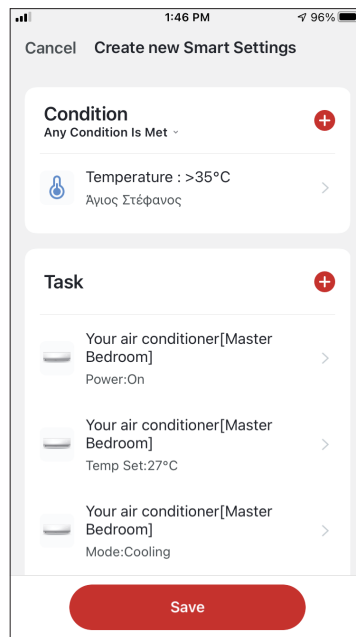 1:46 PM
96%
Cancel Create new Smart Settings
Condition
Any Condition Is Met
Temperature : >35°C
Άγιος Στέφανος
Task
Your air conditioner[Master
Bedroom]
Power:On
Your air conditioner[Master
Bedroom]
Temp Set:27°C
Your air conditioner[Master
Bedroom]
Mode:Cooling
Save